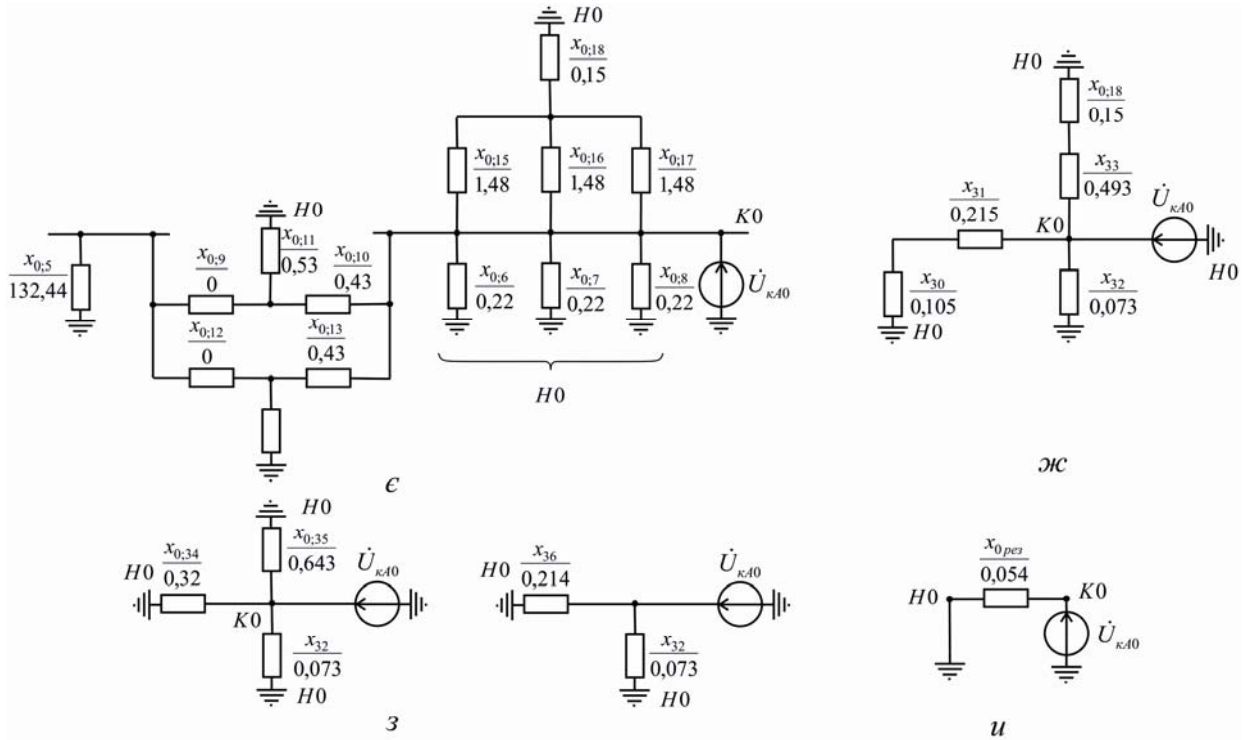 H0
x0;18
0,15
x0;15
1,48
x0;16
1,48
x0;17
1,48
K0
x0;5
132,44
x0;9
0
H0
x0;11
0,53
x0;10
0,43
x0;12
0
x0;13
0,43
x0;6
0,22
x0;7
0,22
x0;8
0,22
U̇кА0
H0
є
H0
x0;18
0,15
x33
0,493
x31
0,215
K0
U̇кА0
H0
x30
0,105
H0
x32
0,073
ж
H0
x0;35
0,643
x0;34
0,32
H0
K0
U̇кА0
x32
0,073
H0
з
x36
0,214
H0
U̇кА0
x32
0,073
H0
x0рез
0,054
H0
K0
U̇кА0
и